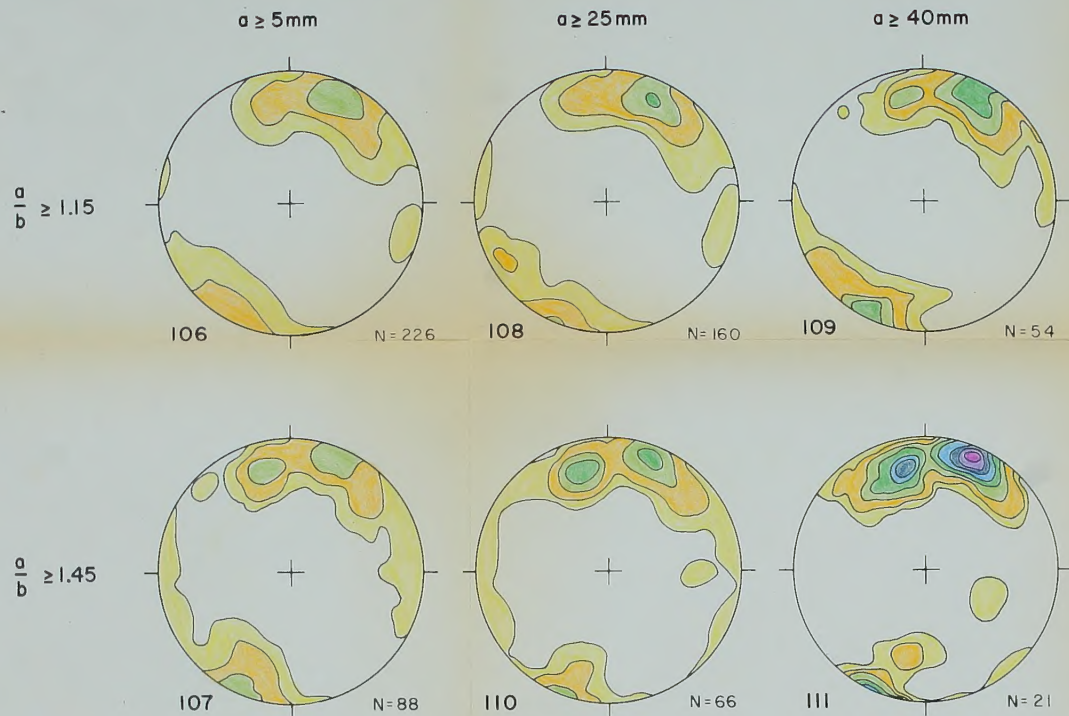 a ≥ 5mm a ≥ 25mm a ≥ 40mm
a/b ≥ 1.15
106 N = 226 108 N = 160 109 N = 54
a/b ≥ 1.45
107 N = 88 110 N = 66 111 N = 21